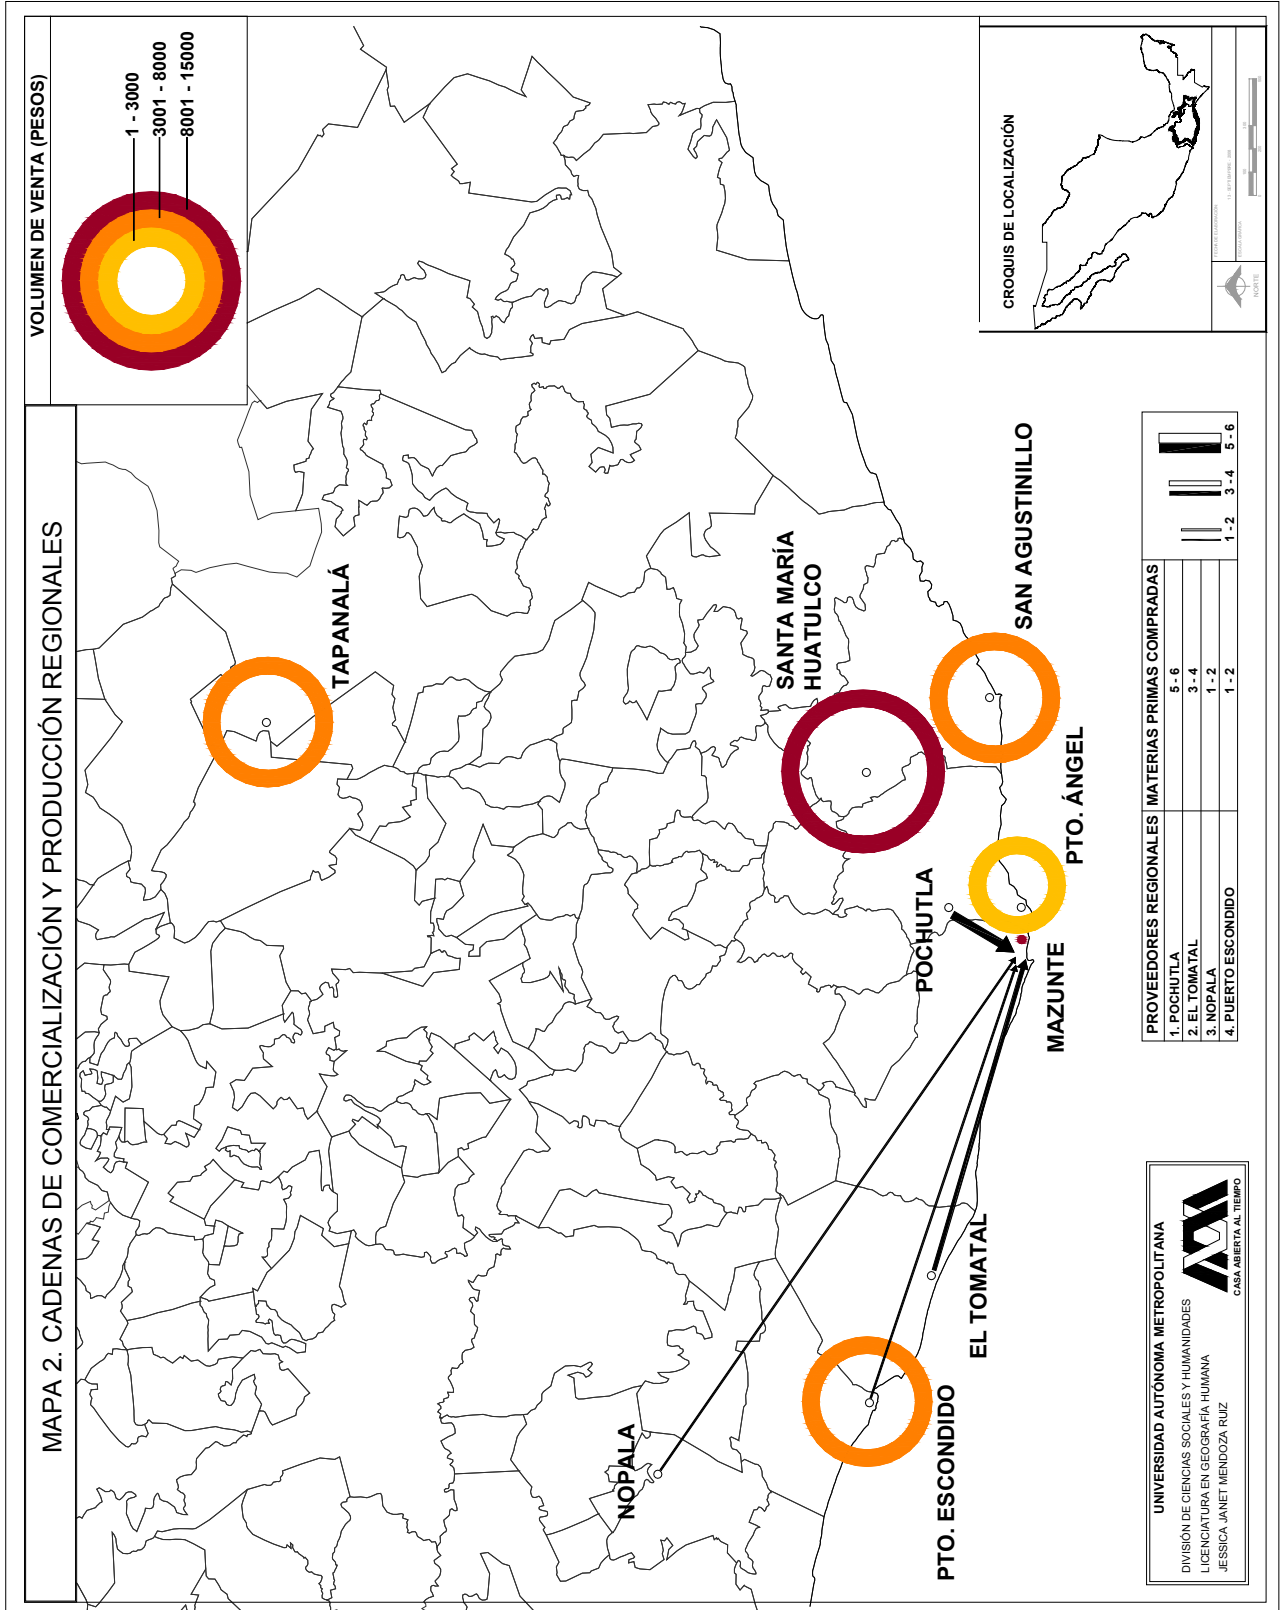 MAPA 2. CADENAS DE COMERCIALIZACIÓN Y PRODUCCIÓN REGIONALES
VOLUMEN DE VENTA (PESOS)
1 - 3000
3001 - 8000
8001 - 15000
TAPANALÁ
SANTA MARÍA
HUATULCO
SAN AGUSTINILLO
PTO. ÁNGEL
POCHUTLA
MAZUNTE
EL TOMATAL
PTO. ESCONDIDO
NOPALA
CROQUIS DE LOCALIZACIÓN
NORTE
PROVEEDORES REGIONALES MATERIAS PRIMAS COMPRADAS
1. POCHUTLA 5 - 6
2. EL TOMATAL 3 - 4
3. NOPALA 1 - 2
4. PUERTO ESCONDIDO 1 - 2
1 - 2 3 - 4 5 - 6
UNIVERSIDAD AUTÓNOMA METROPOLITANA
DIVISIÓN DE CIENCIAS SOCIALES Y HUMANIDADES
LICENCIATURA EN GEOGRAFÍA HUMANA
JESSICA JANET MENDOZA RUIZ
CASA ABIERTA AL TIEMPO